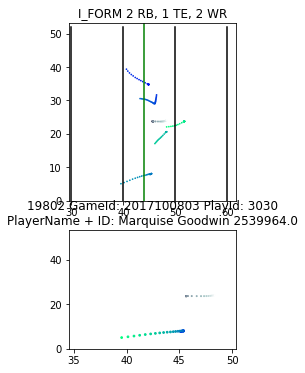 I_FORM 2 RB, 1 TE, 2 WR
50
40
30
20
10
0
30 40 50 60
19802 GameId: 2017100803 PlayId: 3030
PlayerName + ID: Marquise Goodwin 2539964.0
40
20
0
35 40 45 50